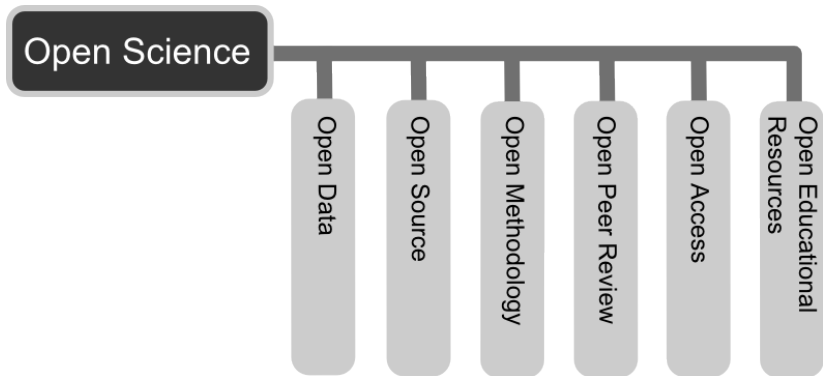 Open Science
Open Data
Open Source
Open Methodology
Open Peer Review
Open Access
Open Educational
Resources